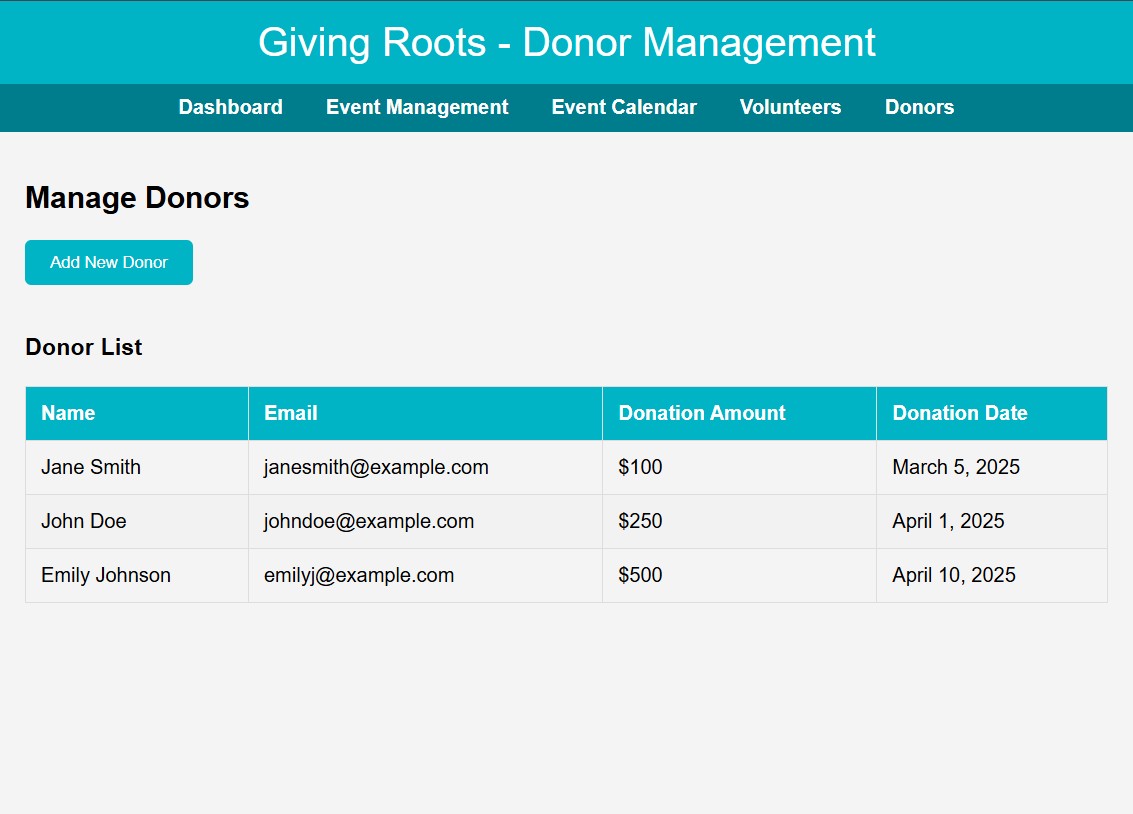 Giving Roots - Donor Management
Dashboard Event Management Event Calendar Volunteers Donors
Manage Donors
Add New Donor
Donor List
Name Email Donation Amount Donation Date
Jane Smith janesmith@example.com $100 March 5, 2025
John Doe johndoe@example.com $250 April 1, 2025
Emily Johnson emilyj@example.com $500 April 10, 2025